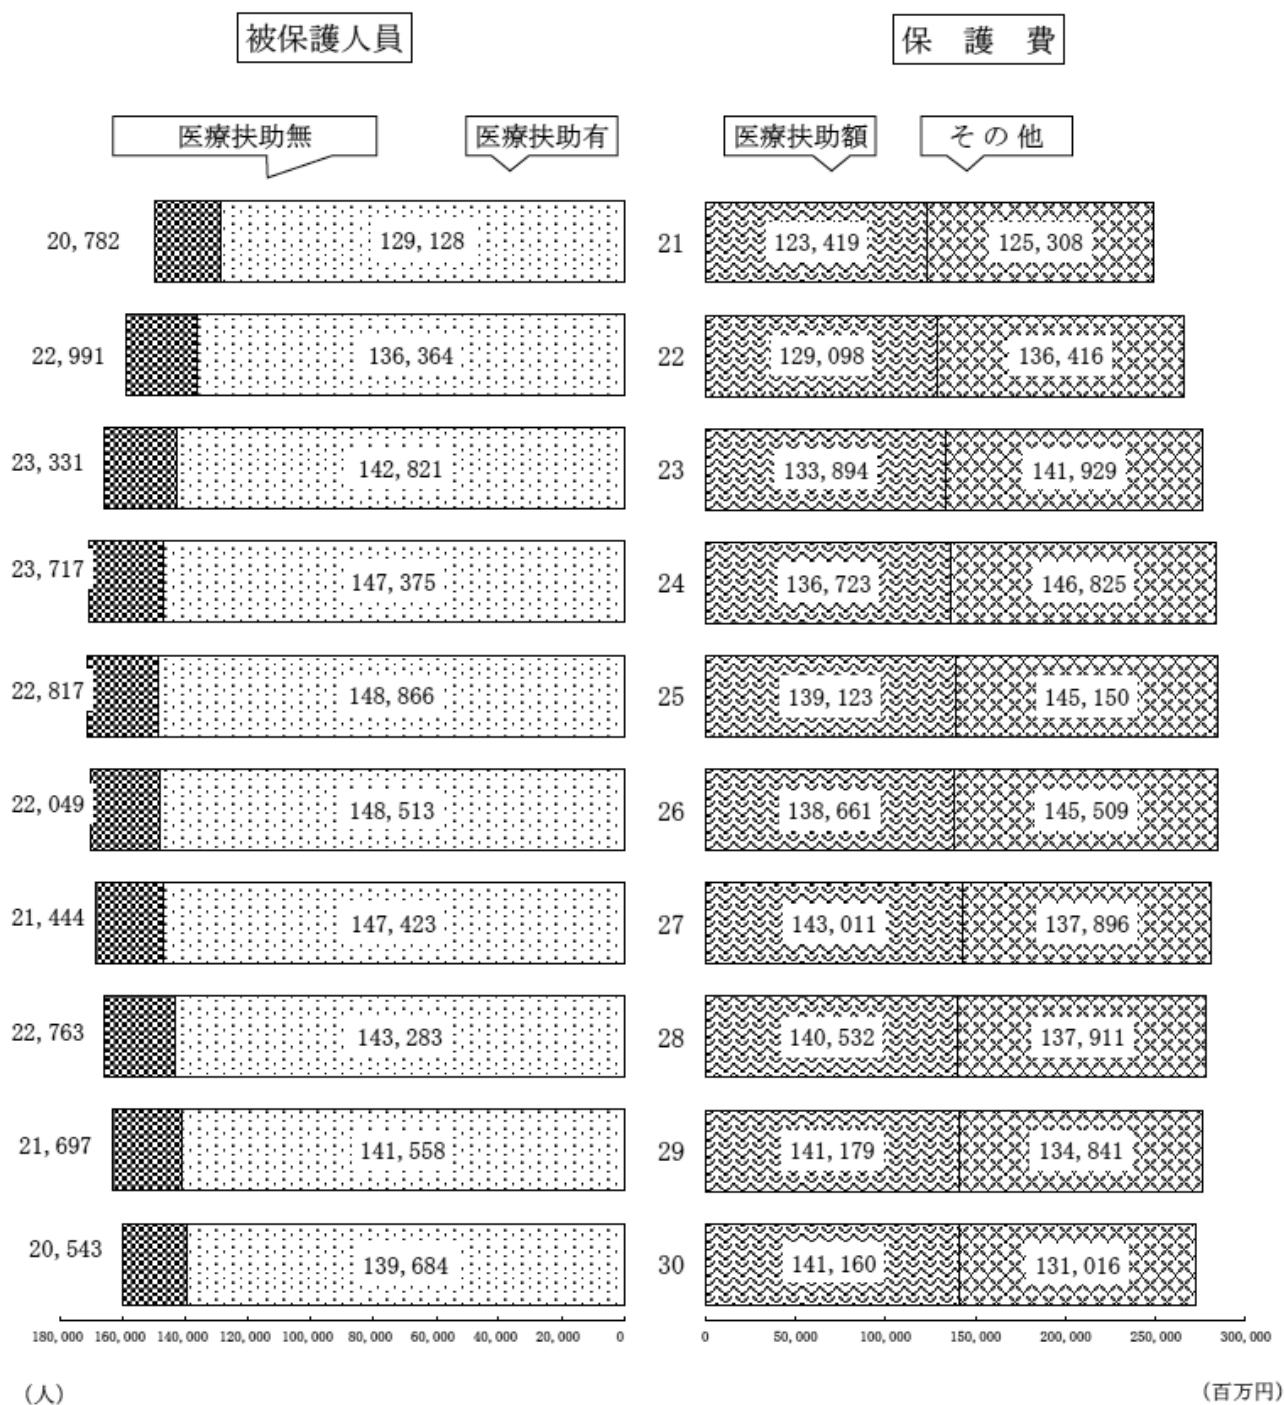 被保護人員 保　護　費
医療扶助無 医療扶助有 医療扶助額 その他
20,782 129,128 21 123,419 125,308
22,991 136,364 22 129,098 136,416
23,331 142,821 23 133,894 141,929
23,717 147,375 24 136,723 146,825
22,817 148,866 25 139,123 145,150
22,049 148,513 26 138,661 145,509
21,444 147,423 27 143,011 137,896
22,763 143,283 28 140,532 137,911
21,697 141,558 29 141,179 134,841
20,543 139,684 30 141,160 131,016
180,000 160,000 140,000 120,000 100,000 80,000 60,000 40,000 20,000 0 0 50,000 100,000 150,000 200,000 250,000 300,000
（人） （百万円）